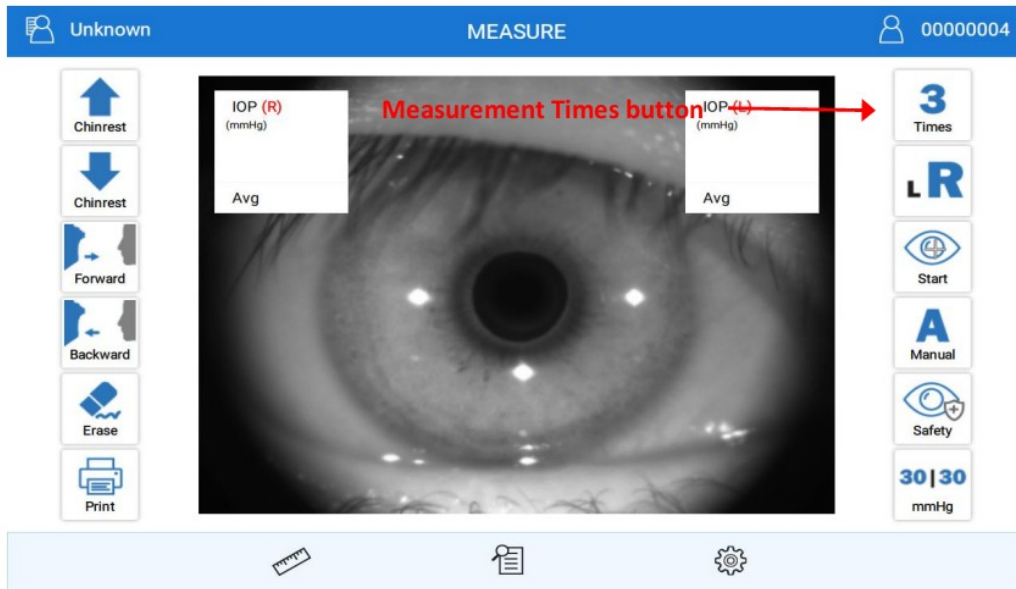 Unknown
MEASURE
00000004
Chinrest
Chinrest
Forward
Backward
Erase
Print
IOP (R)
(mmHg)
Avg
Measurement Times button
IOP (L)
(mmHg)
Avg
3
Times
L R
Start
A
Manual
Safety
30|30
mmHg